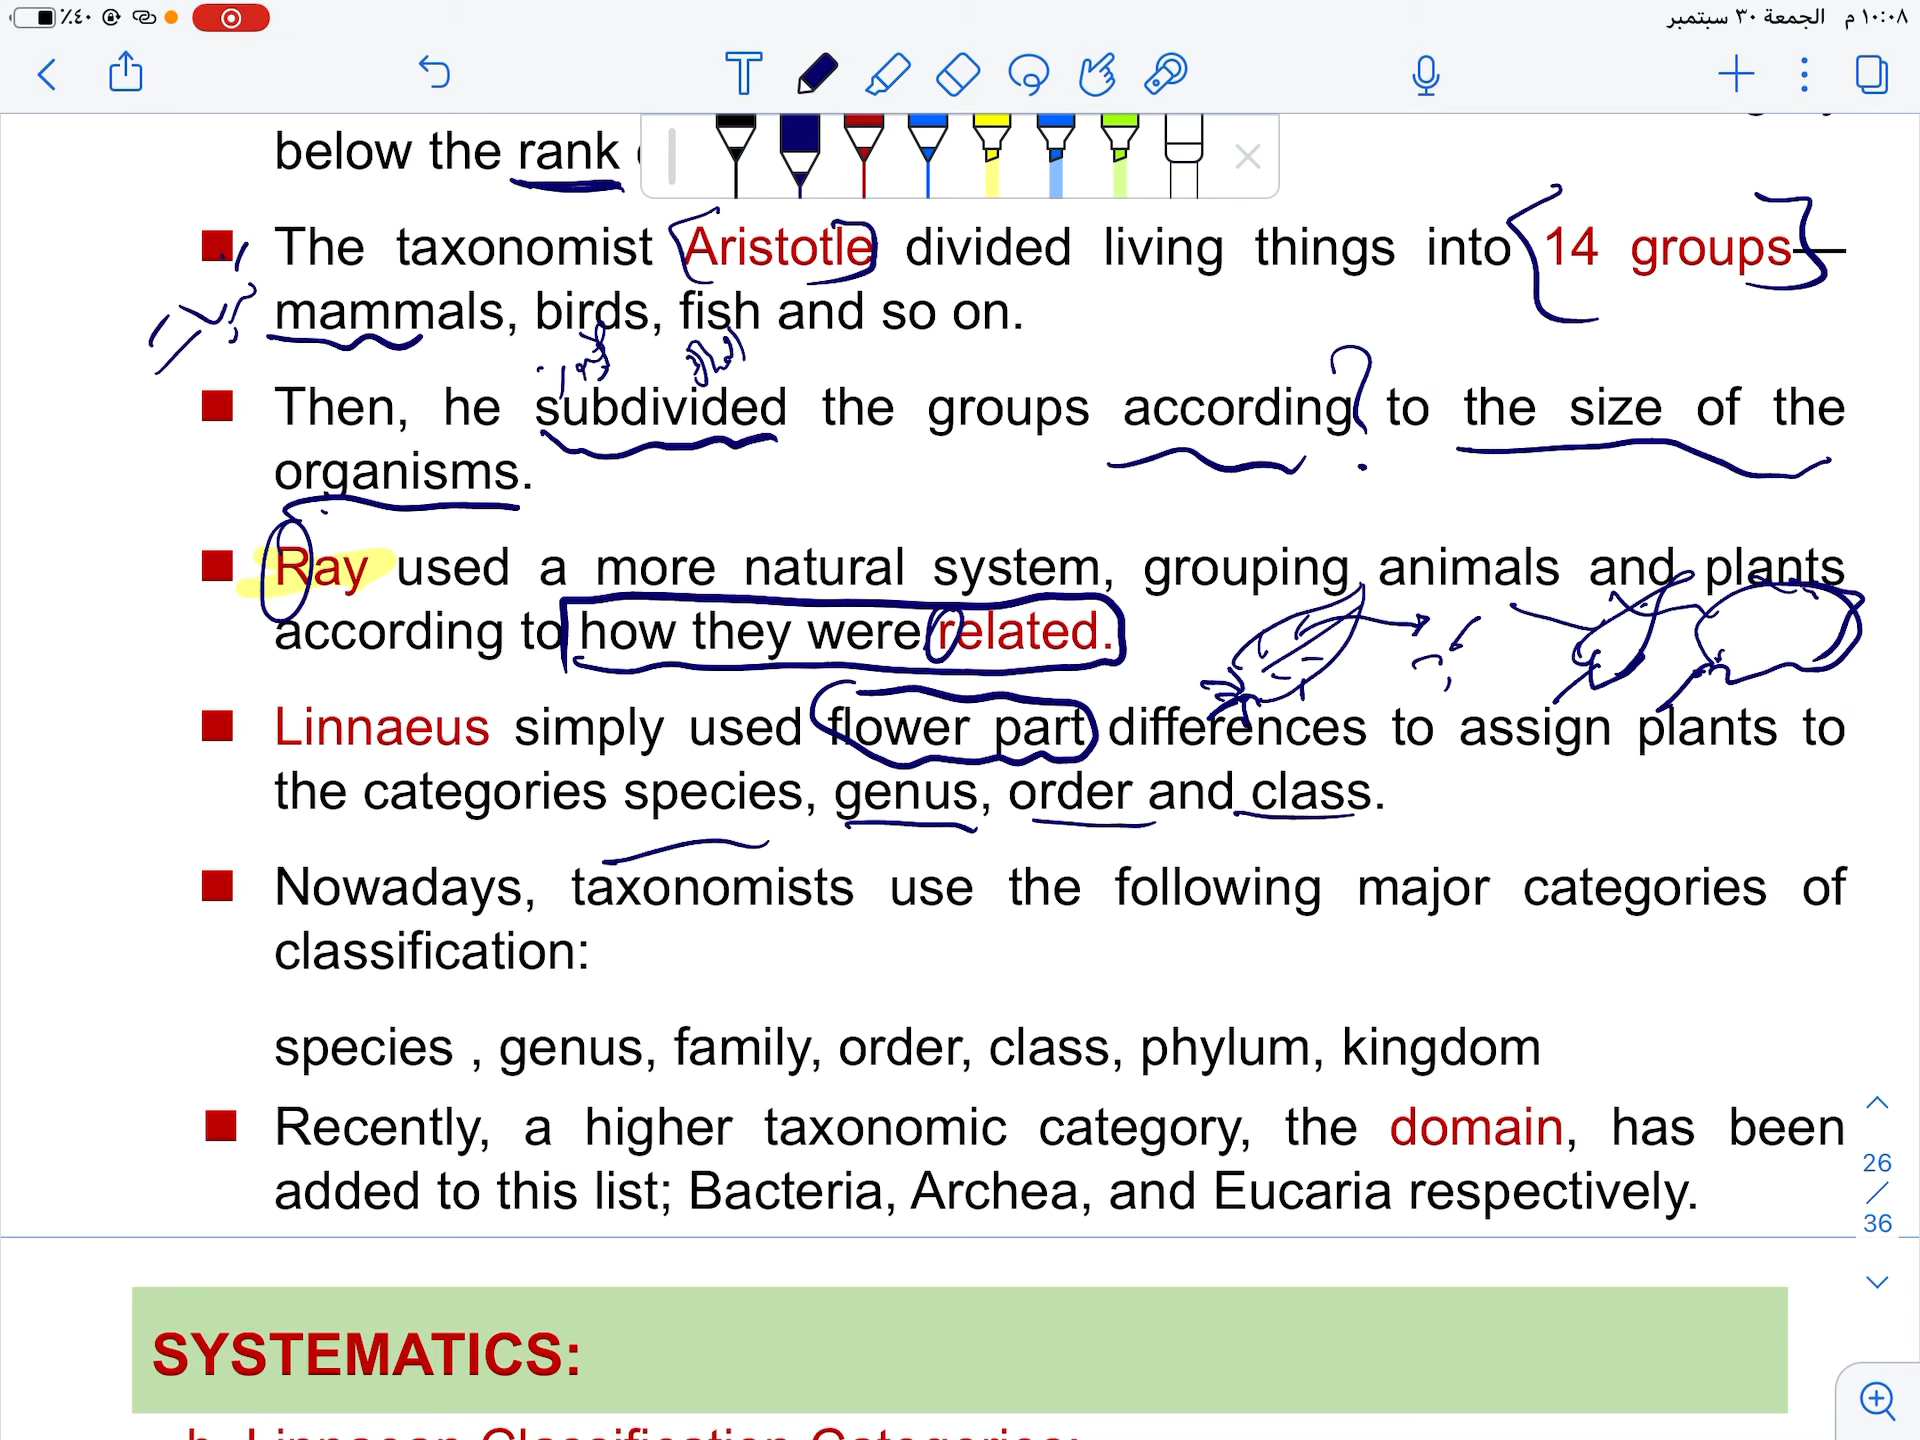 ٪٤٠
١٠:٠٨ م الجمعة ٣٠ سبتمبر
T
below the rank
The taxonomist Aristotle divided living things into 14 groups—
mammals, birds, fish and so on.
Then, he subdivided the groups according to the size of the
organisms.
Ray used a more natural system, grouping animals and plants
according to how they were related.
Linnaeus simply used flower part differences to assign plants to
the categories species, genus, order and class.
Nowadays, taxonomists use the following major categories of
classification:
species , genus, family, order, class, phylum, kingdom
Recently, a higher taxonomic category, the domain, has been
added to this list; Bacteria, Archea, and Eucaria respectively.
26
/
36
SYSTEMATICS:
b. Linnaean Classification Categories: